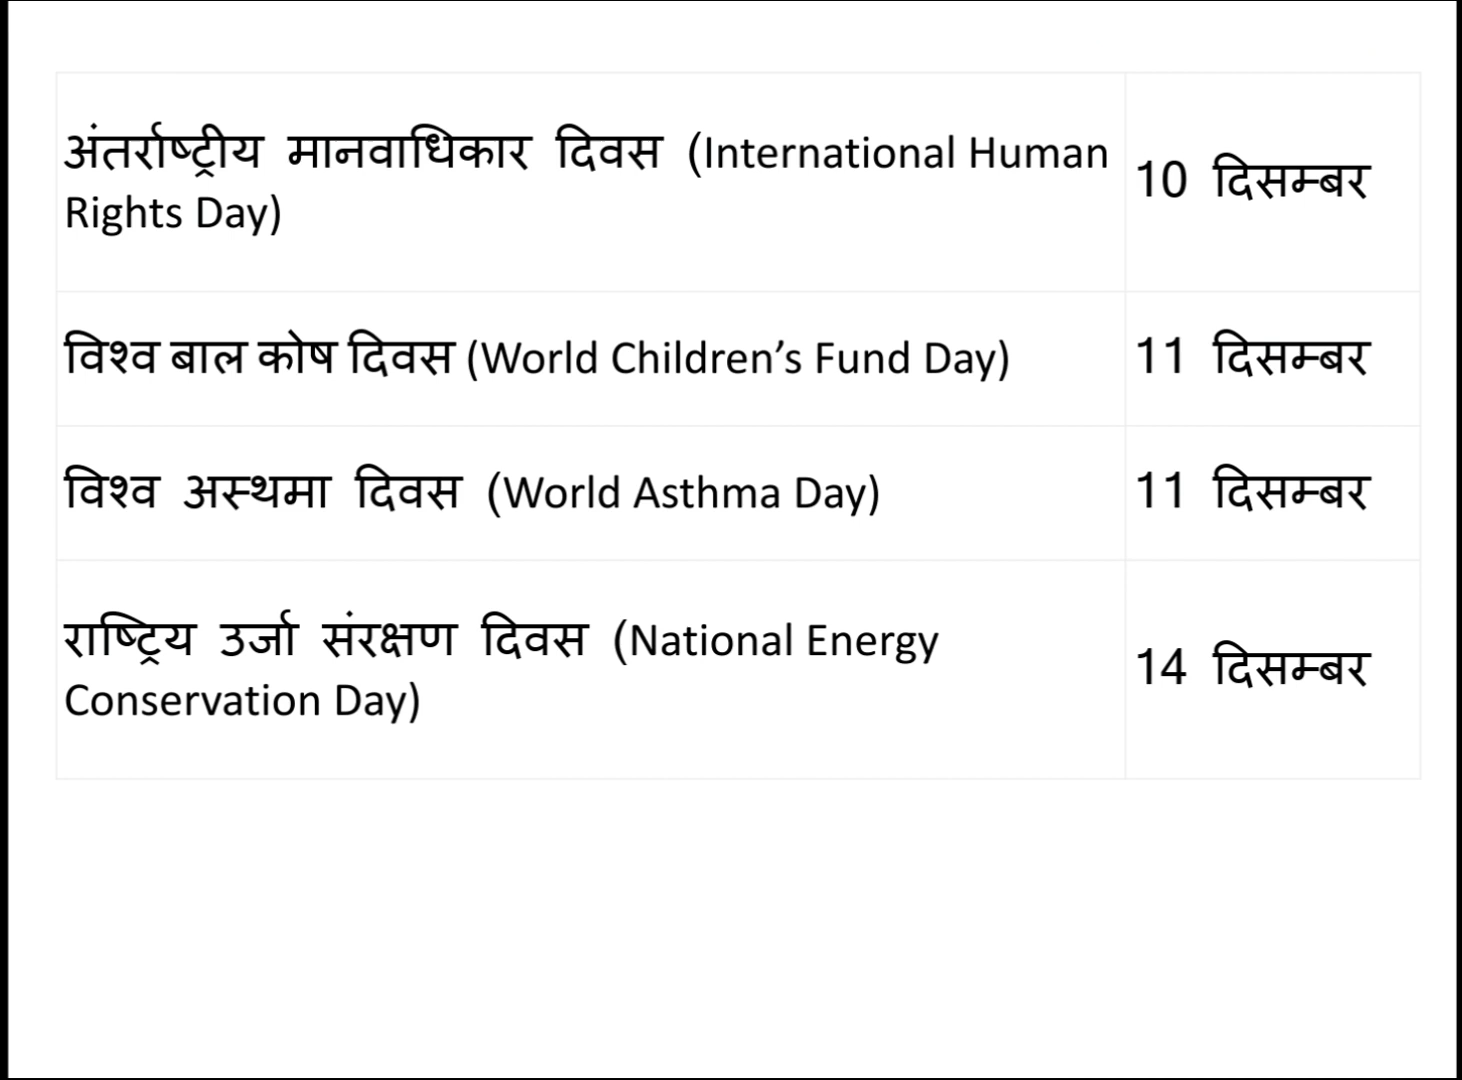 अंतर्राष्ट्रीय मानवाधिकार दिवस (International Human
Rights Day)
10 दिसम्बर
विश्व बाल कोष दिवस (World Children’s Fund Day)
11 दिसम्बर
विश्व अस्थमा दिवस (World Asthma Day)
11 दिसम्बर
राष्ट्रिय उर्जा संरक्षण दिवस (National Energy
Conservation Day)
14 दिसम्बर